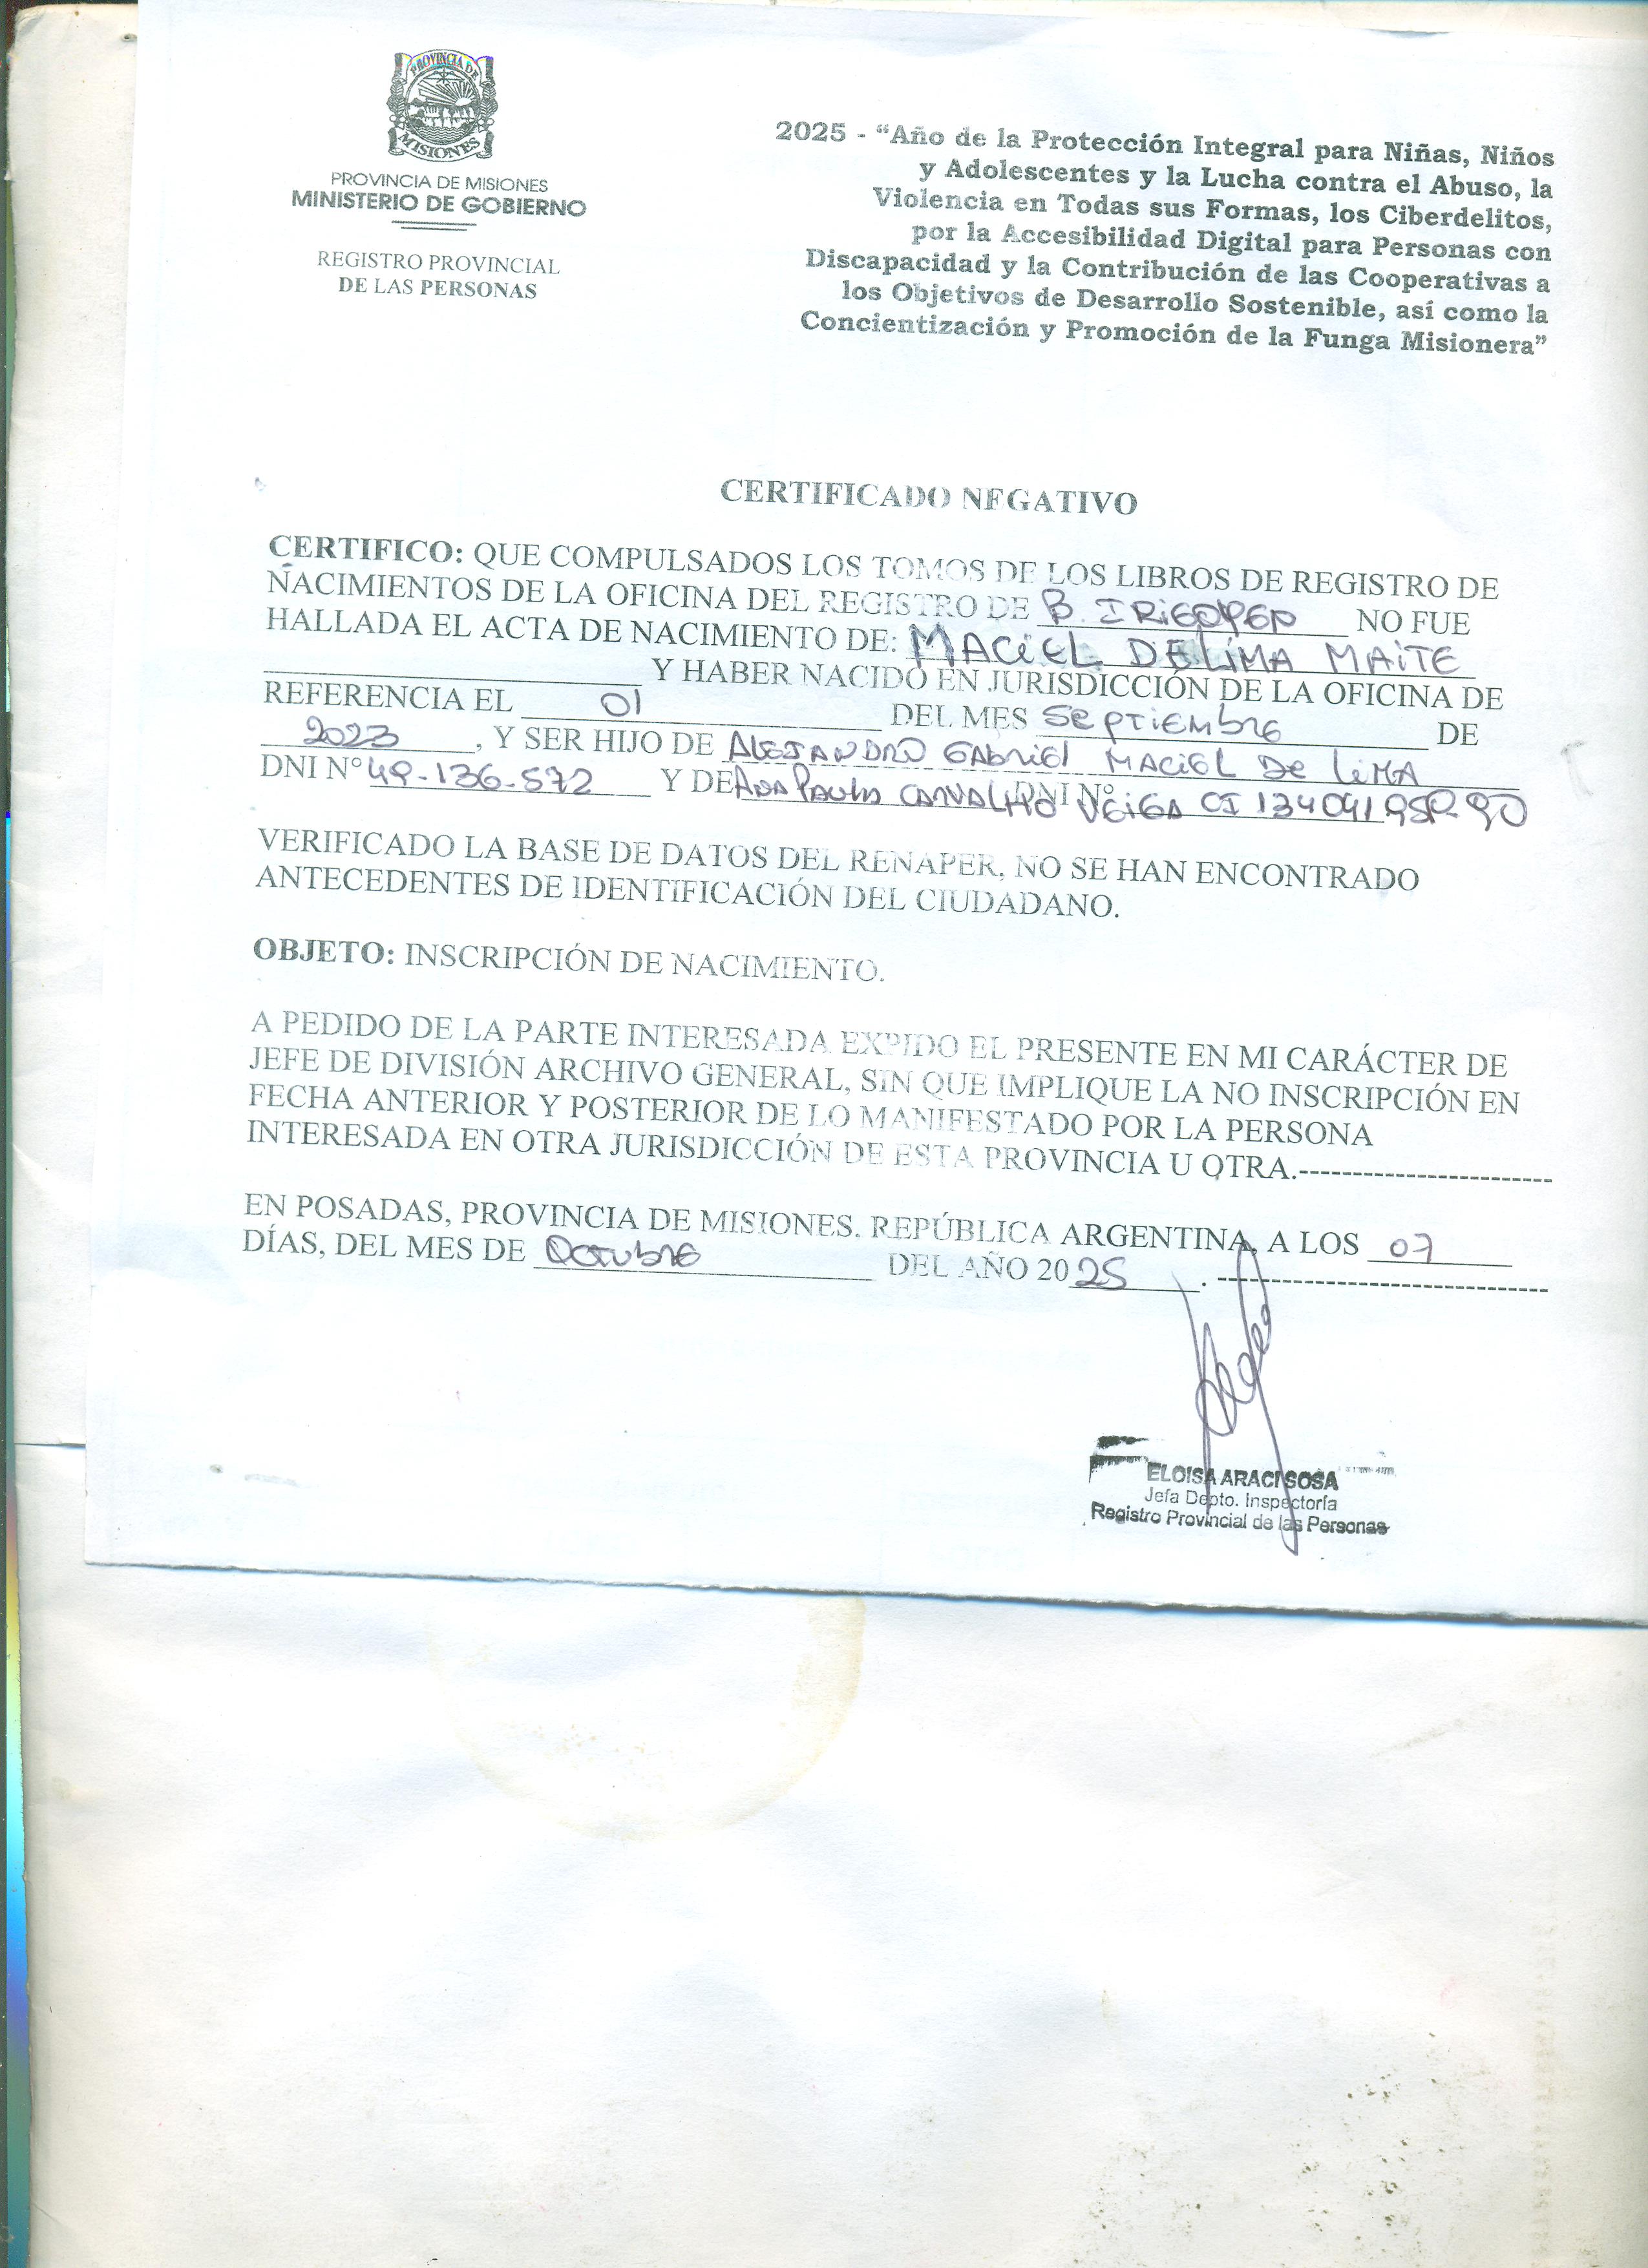 PROVINCIA DE
MISIONES
PROVINCIA DE MISIONES
MINISTERIO DE GOBIERNO
REGISTRO PROVINCIAL
DE LAS PERSONAS
2025 - “Año de la Protección Integral para Niñas, Niños
y Adolescentes y la Lucha contra el Abuso, la
Violencia en Todas sus Formas, los Ciberdelitos,
por la Accesibilidad Digital para Personas con
Discapacidad y la Contribución de las Cooperativas a
los Objetivos de Desarrollo Sostenible, así como la
Concientización y Promoción de la Funga Misionera”
CERTIFICADO NEGATIVO
CERTIFICO: QUE COMPULSADOS LOS TOMOS DE LOS LIBROS DE REGISTRO DE
NACIMIENTOS DE LA OFICINA DEL REGISTRO DE B. IRIGOYEN NO FUE
HALLADA EL ACTA DE NACIMIENTO DE: MACIEL DE LIMA MAITE
Y HABER NACIDO EN JURISDICCIÓN DE LA OFICINA DE
REFERENCIA EL 01 DEL MES SEPTIEMBRE DE
2023, Y SER HIJO DE ALEJANDRO GABRIEL MACIEL DE LIMA
DNI N° 49-136-572 Y DE ANA PAULA CARVALHO VEIGA DNI N° CI
VERIFICADO LA BASE DE DATOS DEL RENAPER, NO SE HAN ENCONTRADO
ANTECEDENTES DE IDENTIFICACIÓN DEL CIUDADANO.
OBJETO: INSCRIPCIÓN DE NACIMIENTO.
A PEDIDO DE LA PARTE INTERESADA EXPIDO EL PRESENTE EN MI CARÁCTER DE
JEFE DE DIVISIÓN ARCHIVO GENERAL, SIN QUE IMPLIQUE LA NO INSCRIPCIÓN EN
FECHA ANTERIOR Y POSTERIOR DE LO MANIFESTADO POR LA PERSONA
INTERESADA EN OTRA JURISDICCIÓN DE ESTA PROVINCIA U OTRA.-----------------------
EN POSADAS, PROVINCIA DE MISIONES. REPÚBLICA ARGENTINA, A LOS 07
DÍAS, DEL MES DE OCTUBRE DEL AÑO 2025. ------------------------------
ELOISA ARACI SOSA
Jefa Depto. Inspectoría
Registro Provincial de las Personas